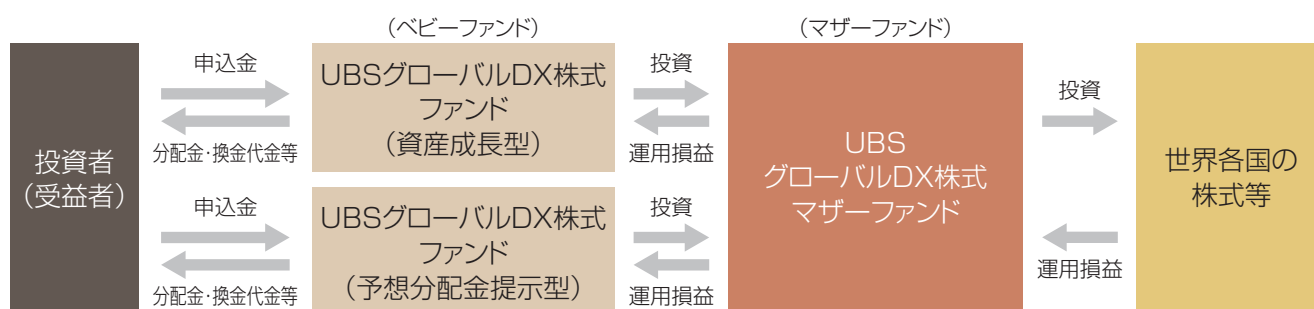 （ベビーファンド）
（マザーファンド）
投資者
（受益者）
申込金
分配金・換金代金等
申込金
分配金・換金代金等
UBSグローバルDX株式
ファンド
（資産成長型）
UBSグローバルDX株式
ファンド
（予想分配金提示型）
投資
運用損益
投資
運用損益
UBS
グローバルDX株式
マザーファンド
投資
運用損益
世界各国の
株式等